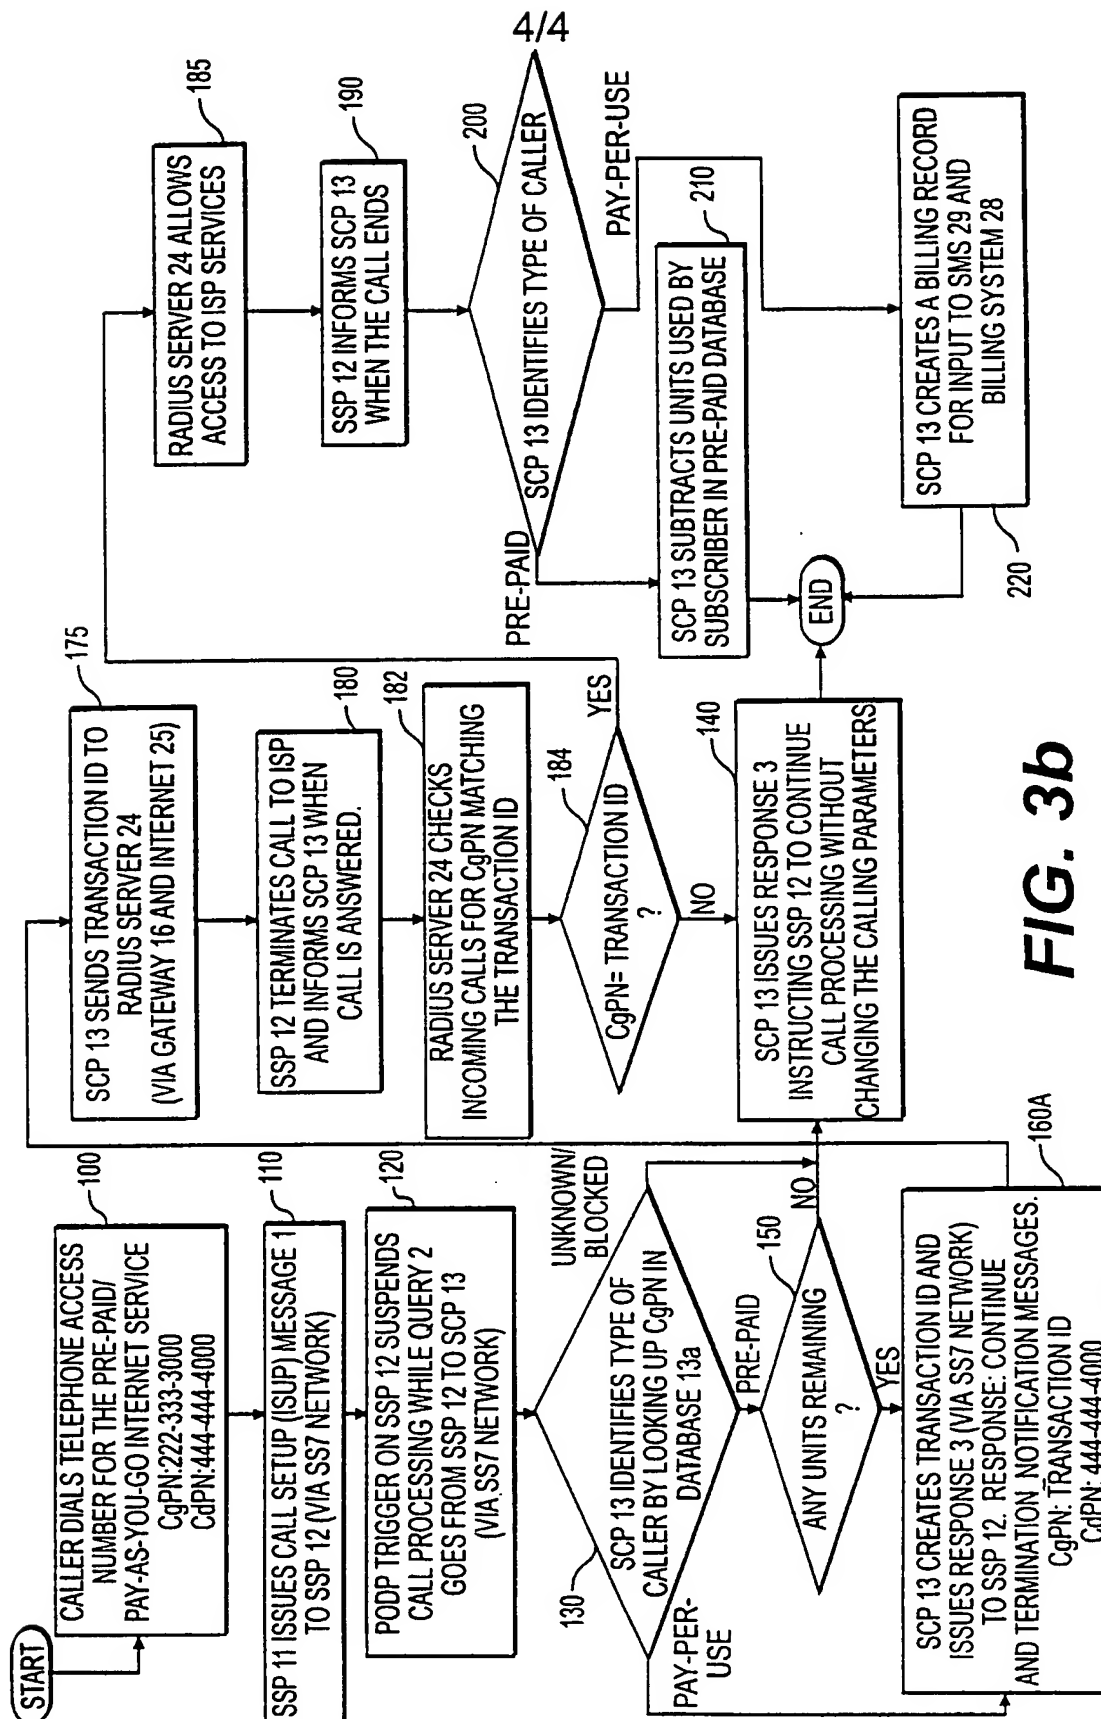 4/4
START
CALLER DIALS TELEPHONE ACCESS
NUMBER FOR THE PRE-PAID/
PAY-AS-YOU-GO INTERNET SERVICE
CgPN:222-333-3000
CdPN:444-444-4000
100
SSP 11 ISSUES CALL SETUP (ISUP) MESSAGE 1
TO SSP 12 (VIA SS7 NETWORK)
110
PODP TRIGGER ON SSP 12 SUSPENDS
CALL PROCESSING WHILE QUERY 2
GOES FROM SSP 12 TO SCP 13
(VIA SS7 NETWORK)
120
130
SCP 13 IDENTIFIES TYPE OF
CALLER BY LOOKING UP CgPN IN
DATABASE 13a
UNKNOWN/
BLOCKED
PAY-PER-
USE
PRE-PAID
150
ANY UNITS REMAINING
?
NO
YES
SCP 13 CREATES TRANSACTION ID AND
ISSUES RESPONSE 3 (VIA SS7 NETWORK)
TO SSP 12. RESPONSE: CONTINUE
AND TERMINATION NOTIFICATION MESSAGES.
CgPN: TRANSACTION ID
CdPN: 444-444-4000
160A
SCP 13 SENDS TRANSACTION ID TO
RADIUS SERVER 24
(VIA GATEWAY 16 AND INTERNET 25)
175
SSP 12 TERMINATES CALL TO ISP
AND INFORMS SCP 13 WHEN
CALL IS ANSWERED.
180
RADIUS SERVER 24 CHECKS
INCOMING CALLS FOR CgPN MATCHING
THE TRANSACTION ID
182
184
CgPN= TRANSACTION ID
?
YES
NO
SCP 13 ISSUES RESPONSE 3
INSTRUCTING SSP 12 TO CONTINUE
CALL PROCESSING WITHOUT
CHANGING THE CALLING PARAMETERS
140
RADIUS SERVER 24 ALLOWS
ACCESS TO ISP SERVICES
185
SSP 12 INFORMS SCP 13
WHEN THE CALL ENDS
190
200
SCP 13 IDENTIFIES TYPE OF CALLER
PRE-PAID
PAY-PER-USE
SCP 13 SUBTRACTS UNITS USED BY
SUBSCRIBER IN PRE-PAID DATABASE
210
END
SCP 13 CREATES A BILLING RECORD
FOR INPUT TO SMS 29 AND
BILLING SYSTEM 28
220
FIG. 3b